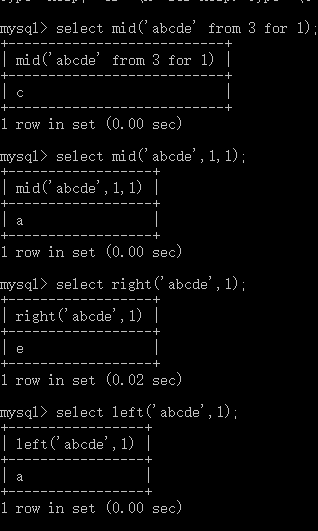 mysql> select mid('abcde' from 3 for 1);
+---------------------------+
| mid('abcde' from 3 for 1) |
+---------------------------+
| c                         |
+---------------------------+
1 row in set (0.00 sec)
mysql> select mid('abcde',1,1);
+------------------+
| mid('abcde',1,1) |
+------------------+
| a                |
+------------------+
1 row in set (0.00 sec)
mysql> select right('abcde',1);
+------------------+
| right('abcde',1) |
+------------------+
| e                |
+------------------+
1 row in set (0.02 sec)
mysql> select left('abcde',1);
+-----------------+
| left('abcde',1) |
+-----------------+
| a               |
+-----------------+
1 row in set (0.00 sec)